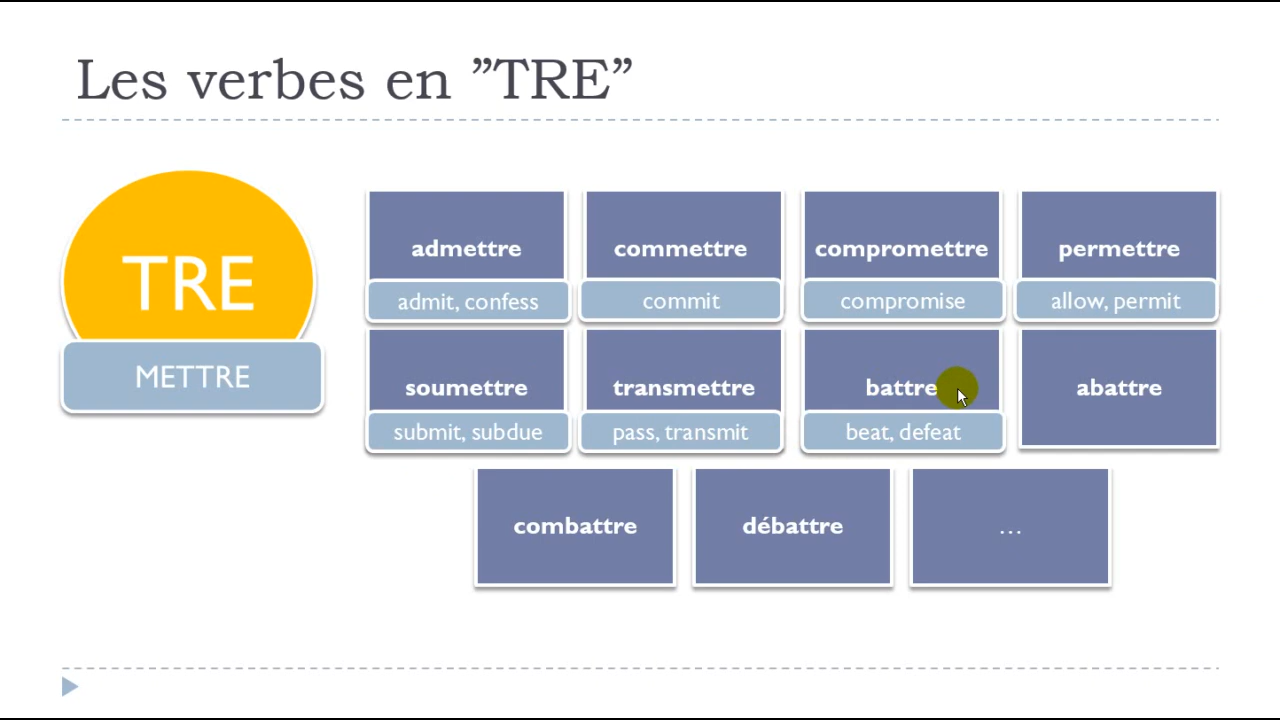 Les verbes en ”TRE”
TRE
METTRE
admettre
admit, confess
commettre
commit
compromettre
compromise
permettre
allow, permit
soumettre
submit, subdue
transmettre
pass, transmit
battre
beat, defeat
abattre
combattre
débattre
...